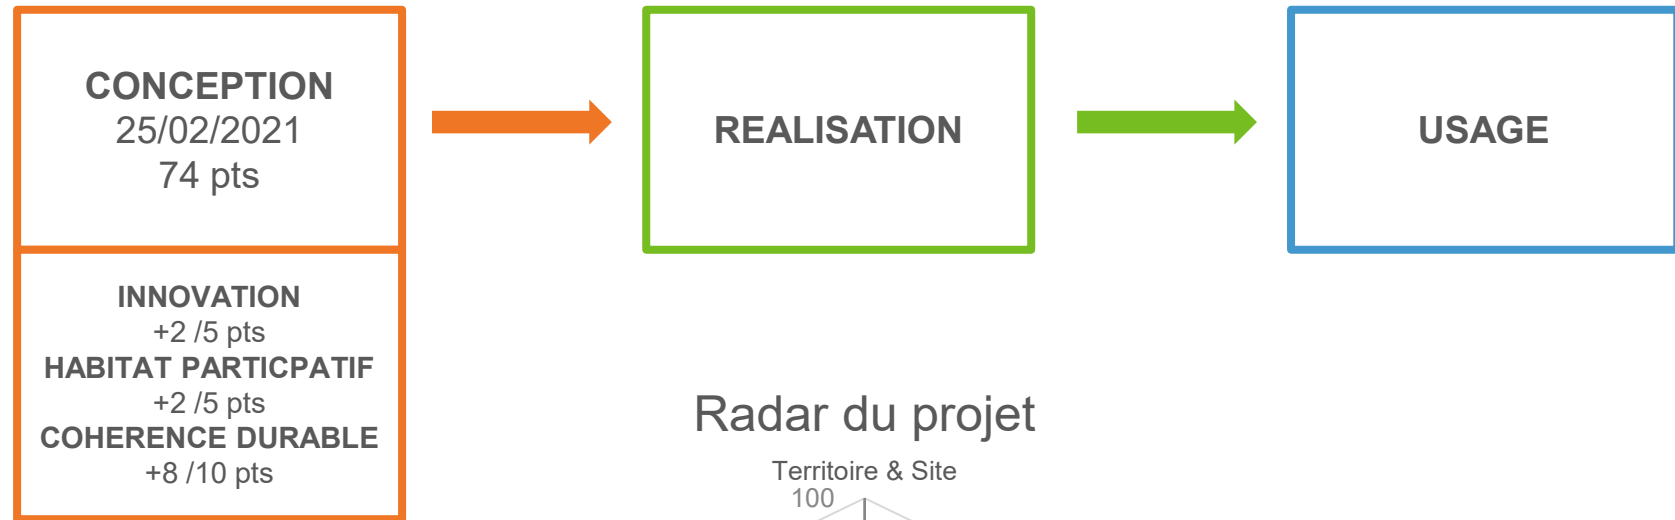 CONCEPTION
25/02/2021
74 pts
REALISATION
USAGE
INNOVATION
+2 /5 pts
HABITAT PARTICPATIF
+2 /5 pts
COHERENCE DURABLE
+8 /10 pts
Radar du projet
Territoire & Site
100